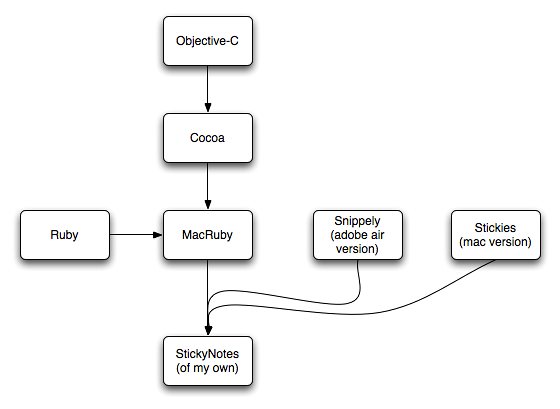 Objective-C
Cocoa
Ruby
MacRuby
Snippely
(adobe air
version)
Stickies
(mac version)
StickyNotes
(of my own)